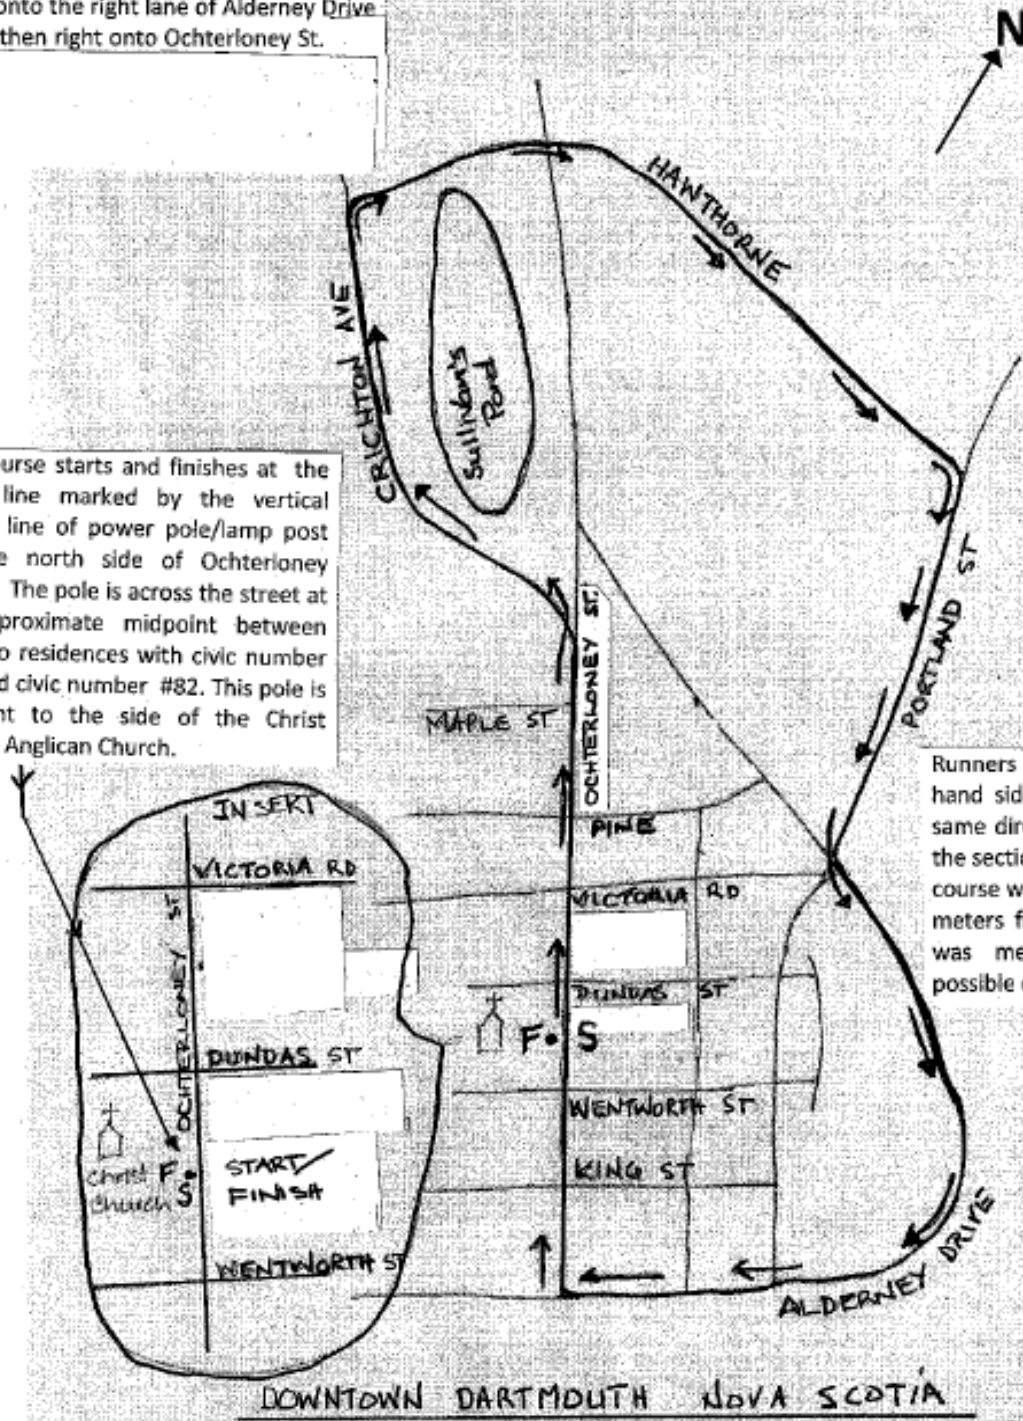 onto the right lane of Alderney Drive
then right onto Ochterloney St.
N
HAWTHORNE
CRICHTON AVE
Sullivan's
Pond
urse starts and finishes at the
line marked by the vertical
line of power pole/lamp post
e north side of Ochterloney
The pole is across the street at
proximate midpoint between
o residences with civic number
d civic number #82. This pole is
nt to the side of the Christ
Anglican Church.
OCHTERLONEY ST.
PORTLAND ST
MAPLE ST
Runners
hand sid
same dir
the secti
course w
meters f
was me
possible
PINE
VICTORIA RD
DUNDAS ST
F. S
WENTWORTH ST
KING ST
ALDERNEY DRIVE
INSERT
VICTORIA RD
OCHTERLONEY ST
DUNDAS ST
Christ
Church
F.
S
START/
FINISH
WENTWORTH ST
DOWNTOWN DARTMOUTH NOVA SCOTIA